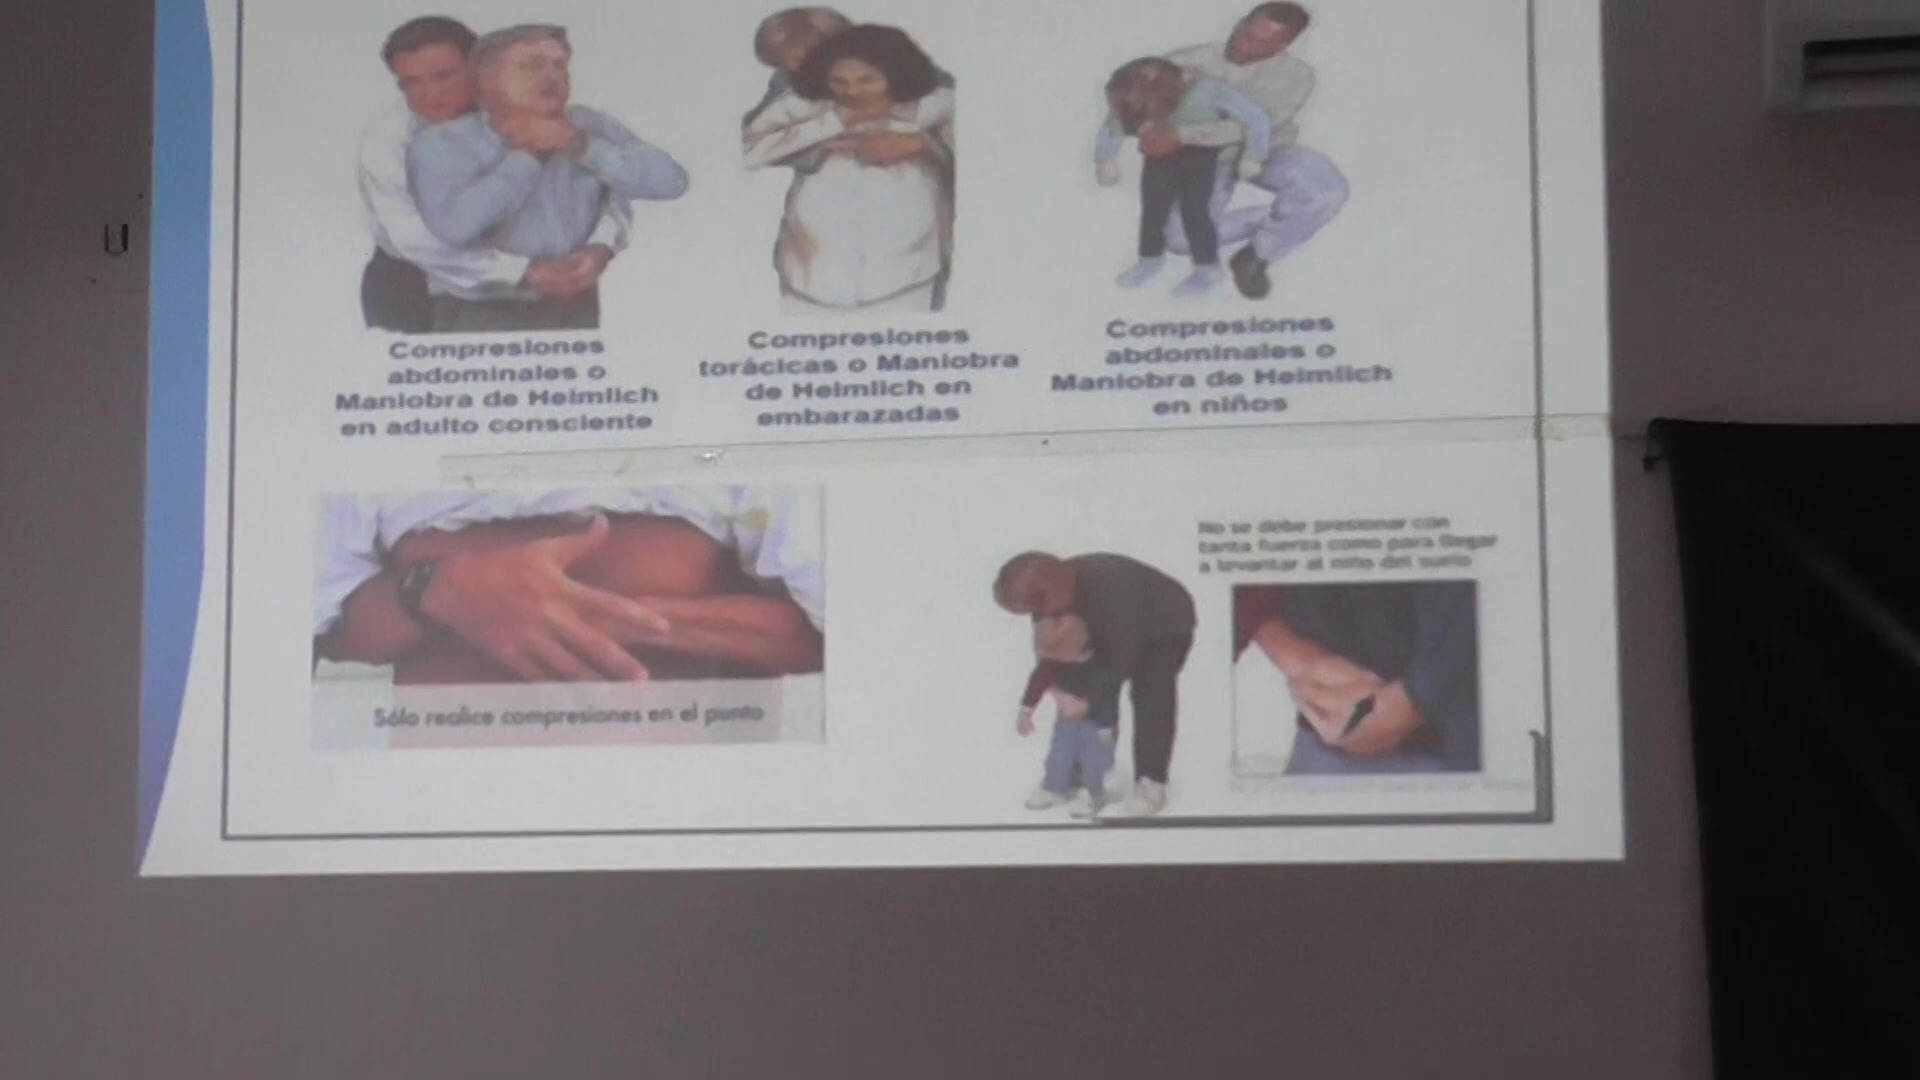 Compresiones
abdominales o
Maniobra de Heimlich
en adulto consciente
Compresiones
torácicas o Maniobra
de Heimlich en
embarazadas
Compresiones
abdominales o
Maniobra de Heimlich
en niños
No se debe presionar con
tanta fuerza como para llegar
a levantar al niño del suelo
Sólo realice compresiones en el punto